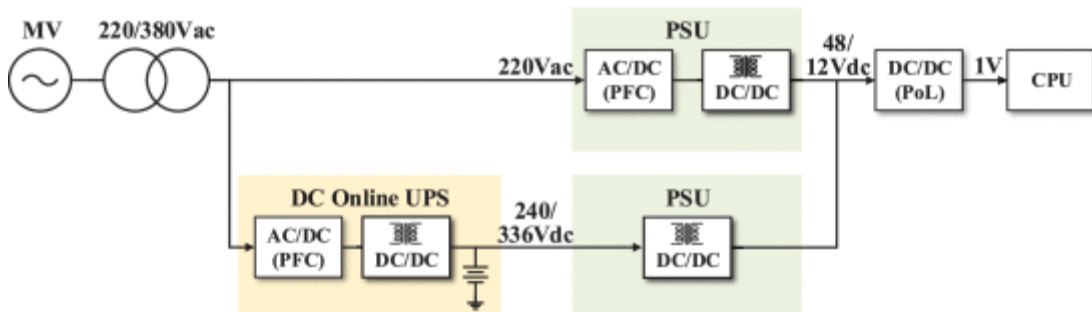 MV
220/380Vac
PSU
220Vac
AC/DC
(PFC)
DC/DC
48/
12Vdc
DC/DC
(PoL)
1V
CPU
DC Online UPS
AC/DC
(PFC)
DC/DC
240/
336Vdc
PSU
DC/DC